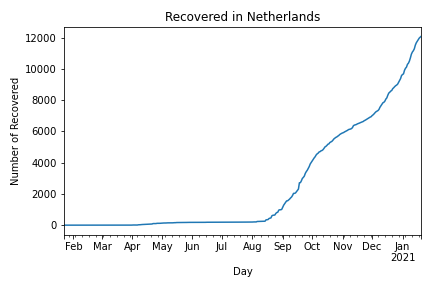 Recovered in Netherlands
Number of Recovered
12000
10000
8000
6000
4000
2000
0
Feb Mar Apr May Jun Jul Aug Sep Oct Nov Dec Jan
2021
Day